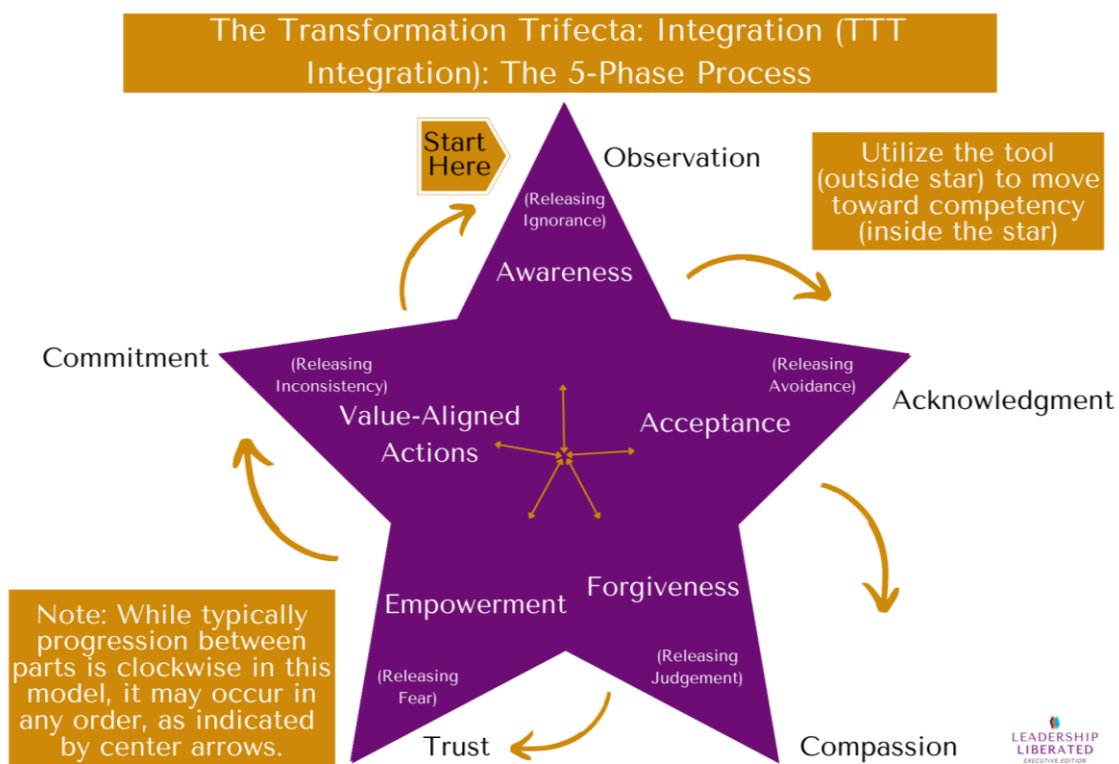 The Transformation Trifecta: Integration (TTT
Integration): The 5-Phase Process
Start
Here
Observation
Utilize the tool
(outside star) to move
toward competency
(inside the star)
(Releasing
Ignorance)
Awareness
Commitment
(Releasing
Inconsistency)
Value-Aligned
Actions
(Releasing
Avoidance)
Acceptance
Acknowledgment
Forgiveness
(Releasing
Judgement)
Compassion
Empowerment
(Releasing
Fear)
Trust
Note: While typically
progression between
parts is clockwise in this
model, it may occur in
any order, as indicated
by center arrows.
LEADERSHIP
LIBERATED
EXECUTIVE EDITION